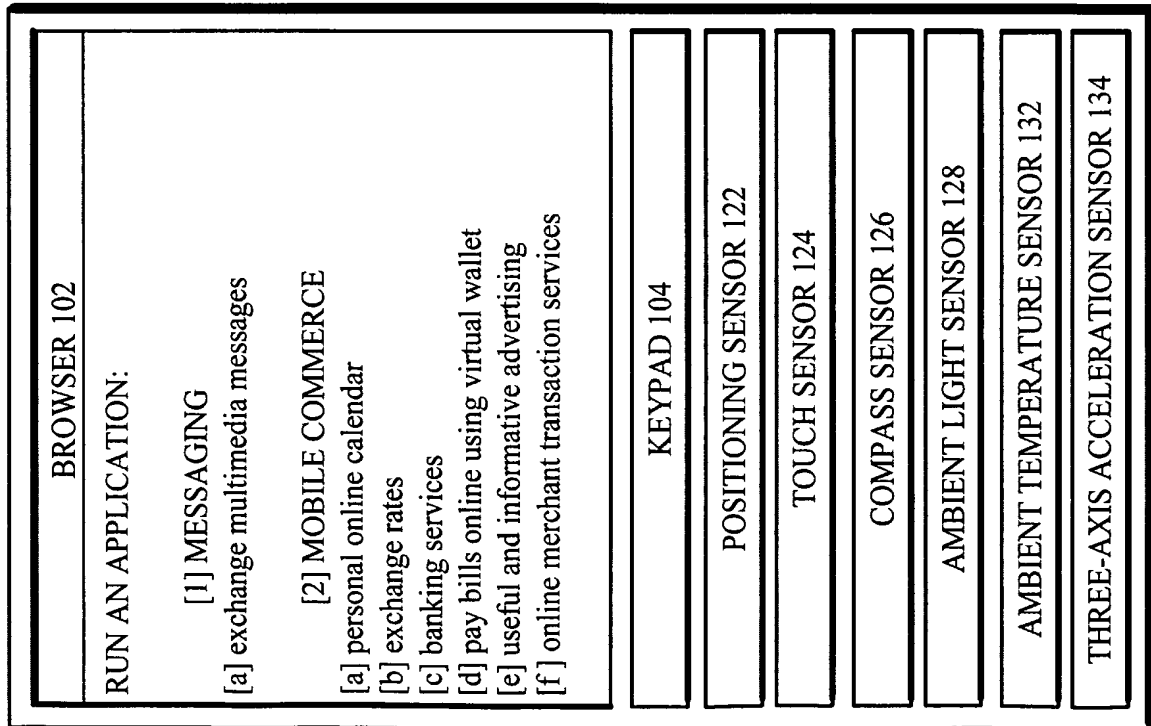 BROWSER 102
RUN AN APPLICATION:
[1] MESSAGING
[a] exchange multimedia messages
[2] MOBILE COMMERCE
[a] personal online calendar
[b] exchange rates
[c] banking services
[d] pay bills online using virtual wallet
[e] useful and informative advertising
[f] online merchant transaction services
KEYPAD 104
POSITIONING SENSOR 122
TOUCH SENSOR 124
COMPASS SENSOR 126
AMBIENT LIGHT SENSOR 128
AMBIENT TEMPERATURE SENSOR 132
THREE-AXIS ACCELERATION SENSOR 134